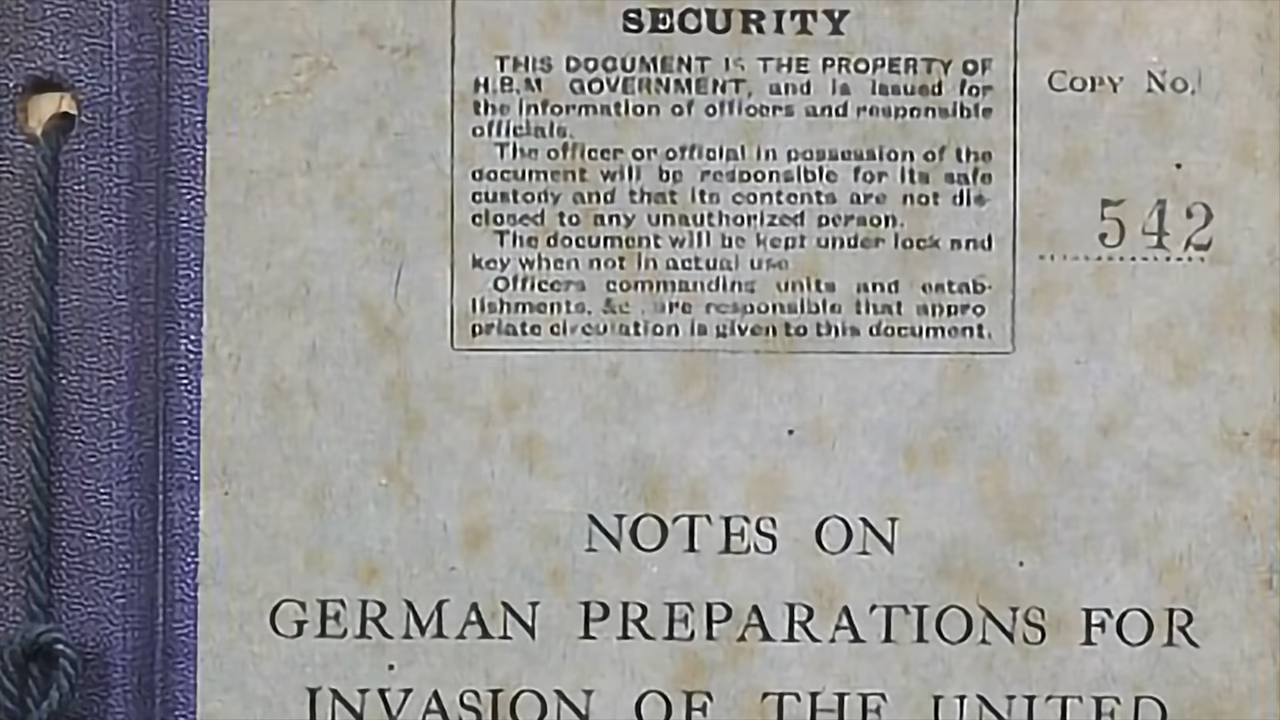 SECURITY
THIS DOCUMENT IS THE PROPERTY OF
H.B.M. GOVERNMENT, and is issued for
the information of officers and responsible
officials.
The officer or official in possession of the
document will be responsible for its safe
custody and that its contents are not dis-
closed to any unauthorized person.
The document will be kept under lock and
key when not in actual use
Officers commanding units and estab-
lishments, &c., are responsible that appro
priate circulation is given to this document.
Copy No.
542
NOTES ON
GERMAN PREPARATIONS FOR
INVASION OF THE UNITED